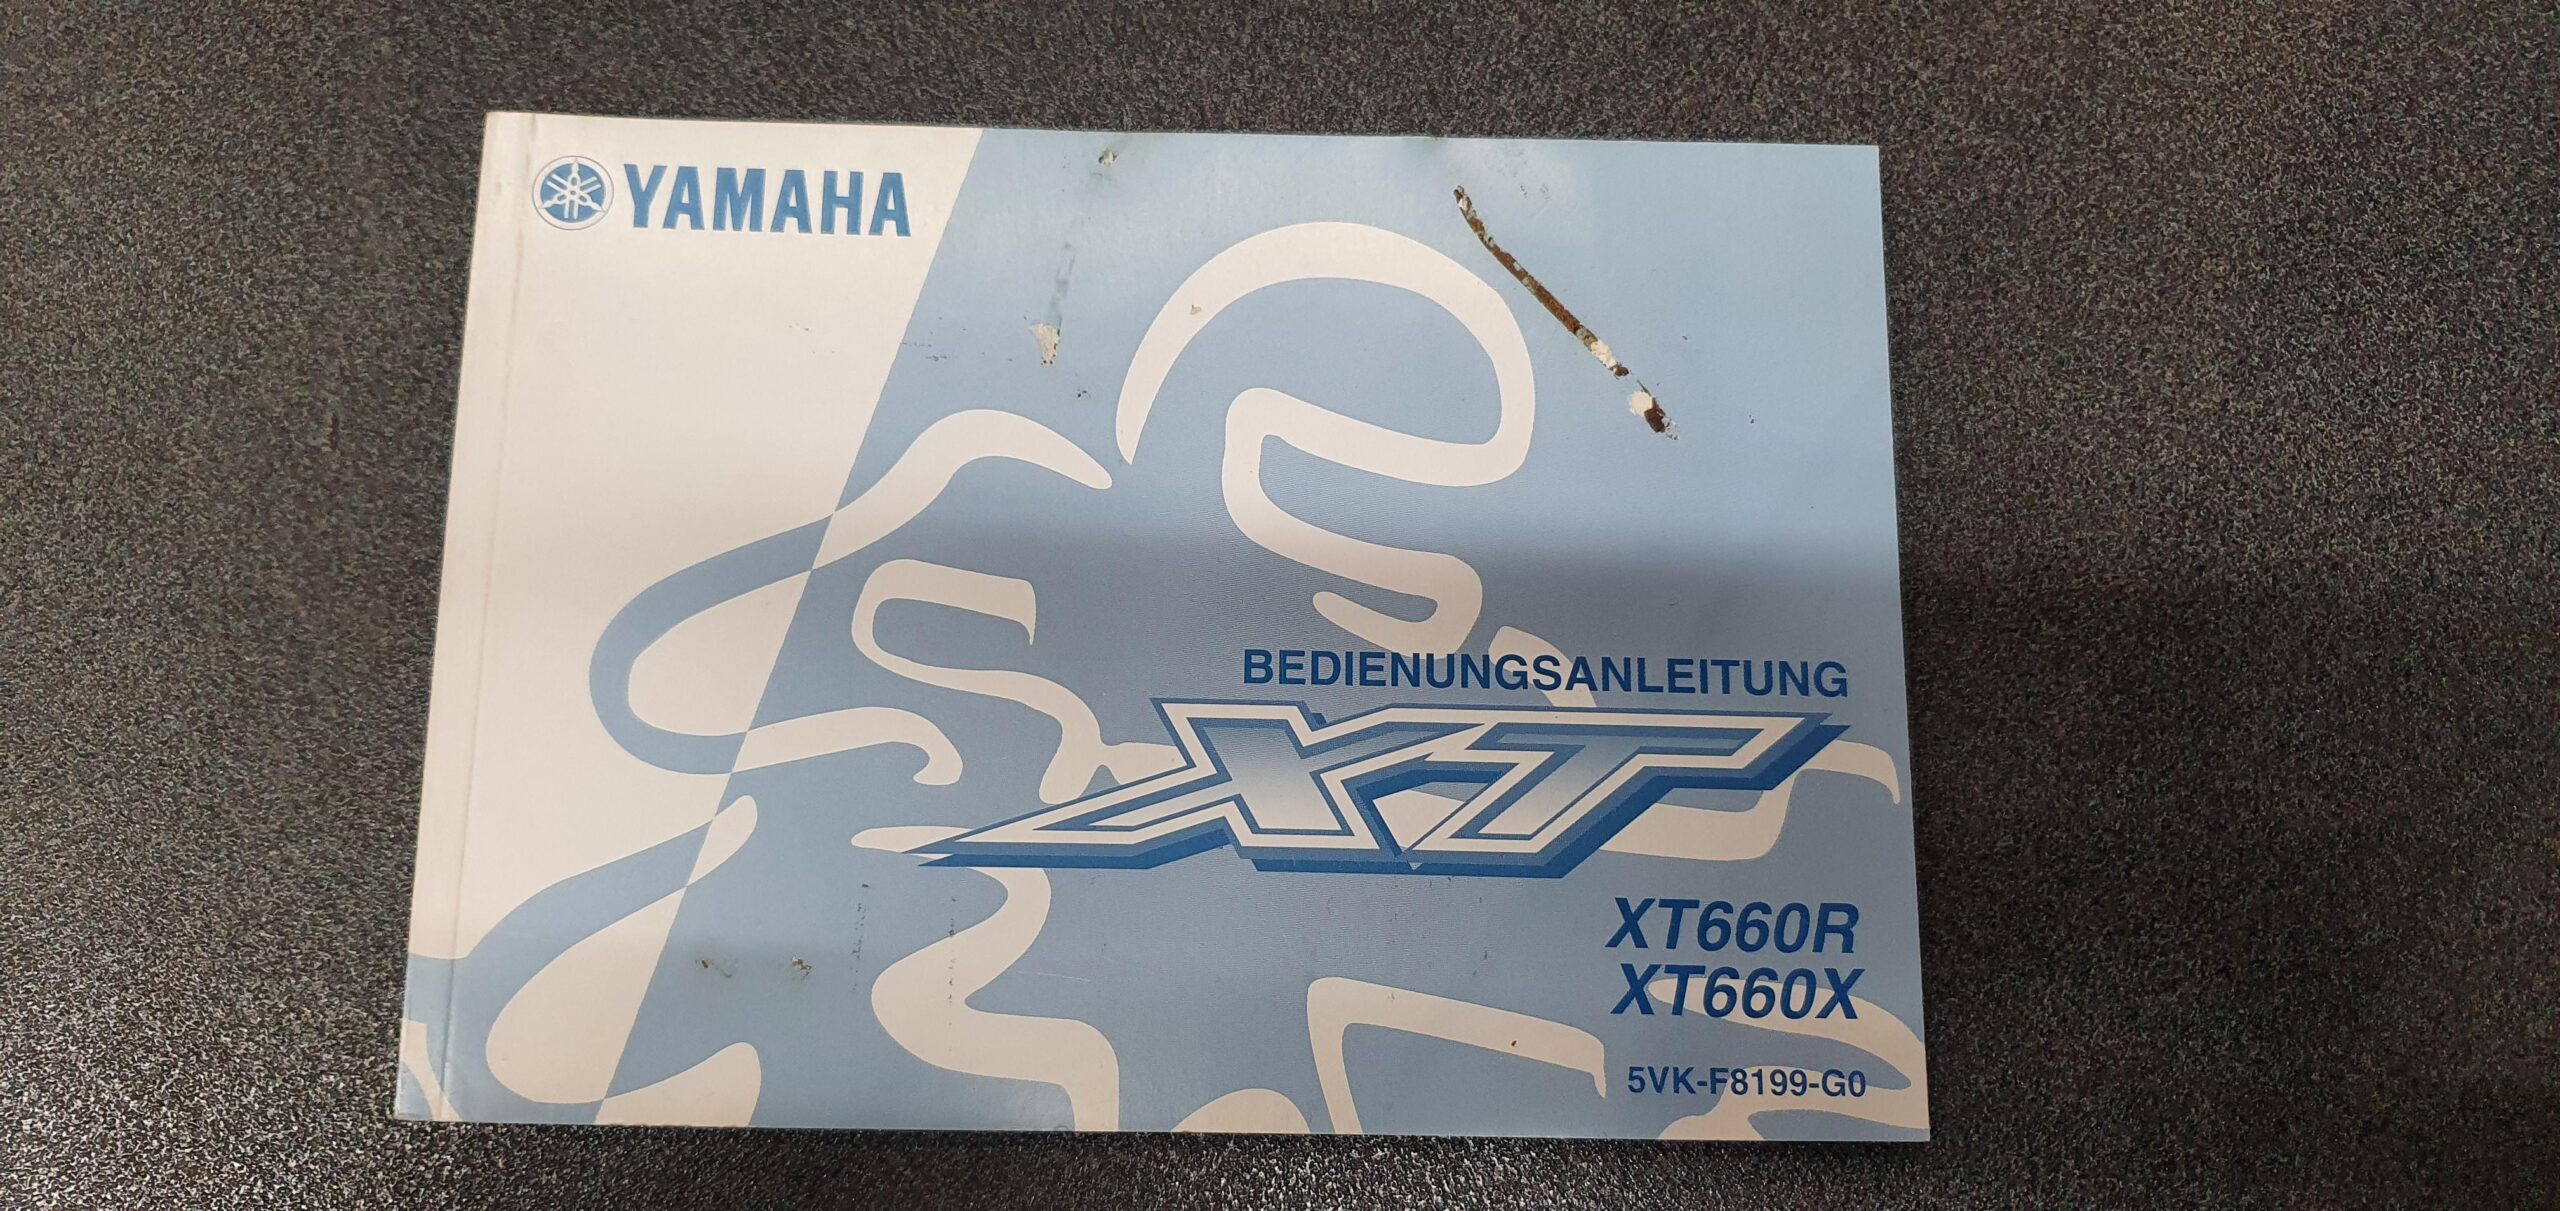 YAMAHA
BEDIENUNGSANLEITUNG
XT
XT660R
XT660X
5VK-F8199-G0